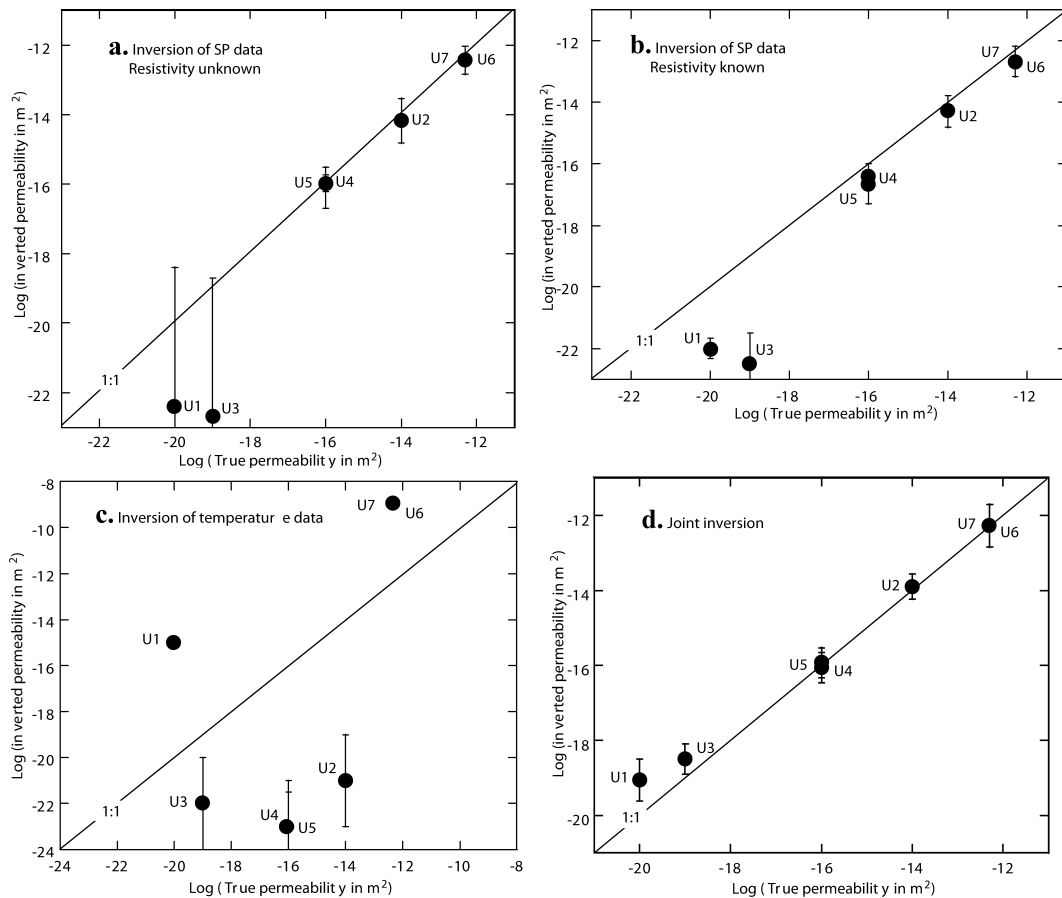 a. Inversion of SP data
Resistivity unknown
Log (in verted permeability in m2)
-12
-14
-16
-18
-20
-22
U7 U6
U2
U5 U4
U1 U3
1:1
-22 -20 -18 -16 -14 -12
Log ( True permeabilit y in m2)
b. Inversion of SP data
Resistivity known
Log (in verted permeability in m2)
-12
-14
-16
-18
-20
-22
U7 U6
U2
U4
U5
U1 U3
1:1
-22 -20 -18 -16 -14 -12
Log ( True permeabilit y in m2)
c. Inversion of temperatur e data
Log (in verted permeability in m2)
-8
-10
-12
-14
-16
-18
-20
-22
-24
U7 U6
U1
U2
U3
U4 U5
1:1
-24 -22 -20 -18 -16 -14 -12 -10 -8
Log ( True permeabilit y in m2)
d. Joint inversion
Log (in verted permeability in m2)
-12
-14
-16
-18
-20
U7 U6
U2
U5 U4
U3
U1
1:1
-20 -18 -16 -14 -12
Log ( True permeabilit y in m2)